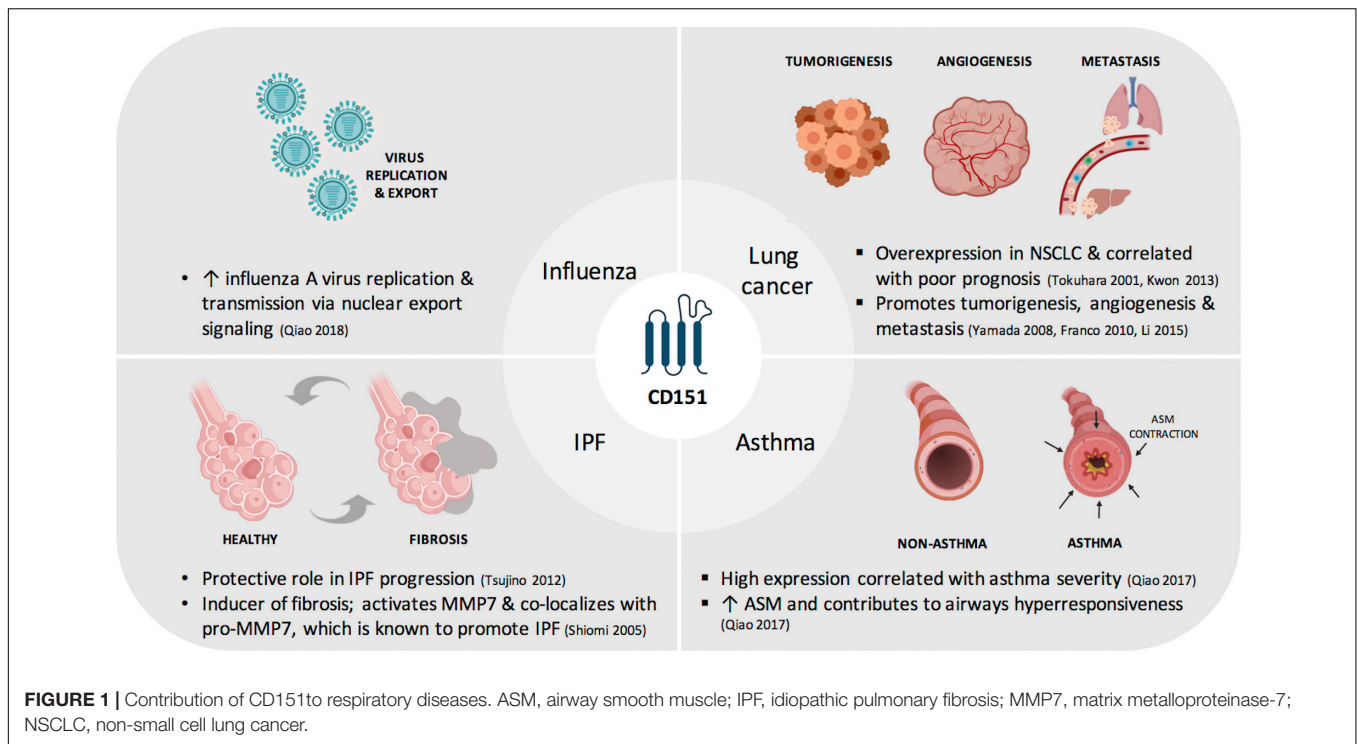 VIRUS
REPLICATION
& EXPORT
• ↑ influenza A virus replication &
transmission via nuclear export
signaling (Qiao 2018)
Influenza
TUMORIGENESIS
ANGIOGENESIS
METASTASIS
Lung
cancer
▪ Overexpression in NSCLC & correlated
with poor prognosis (Tokuhara 2001, Kwon 2013)
▪ Promotes tumorigenesis, angiogenesis &
metastasis (Yamada 2008, Franco 2010, Li 2015)
CD151
IPF
HEALTHY
FIBROSIS
• Protective role in IPF progression (Tsujino 2012)
• Inducer of fibrosis; activates MMP7 & co-localizes with
pro-MMP7, which is known to promote IPF (Shiomi 2005)
Asthma
ASM
CONTRACTION
NON-ASTHMA
ASTHMA
▪ High expression correlated with asthma severity (Qiao 2017)
▪ ↑ ASM and contributes to airways hyperresponsiveness
(Qiao 2017)
FIGURE 1 | Contribution of CD151to respiratory diseases. ASM, airway smooth muscle; IPF, idiopathic pulmonary fibrosis; MMP7, matrix metalloproteinase-7;
NSCLC, non-small cell lung cancer.